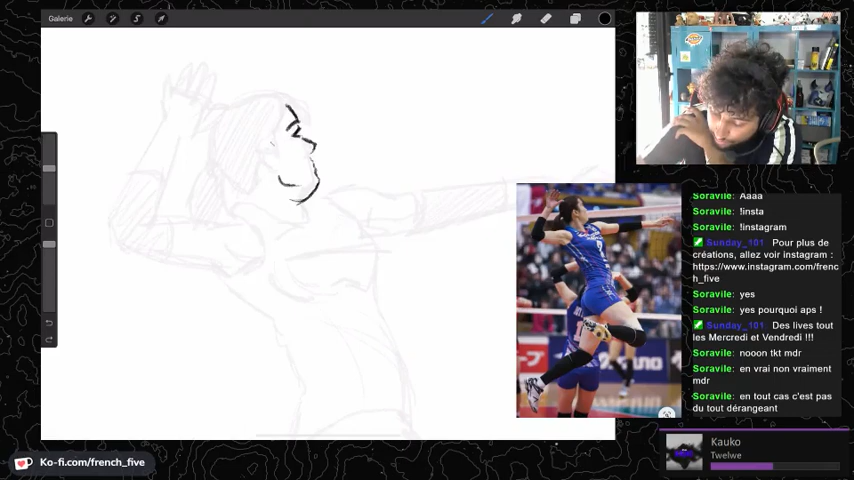 Galerie
Soravile: Aaaa
Soravile: !insta
Soravile: !instagram
Sunday_101 Pour plus de
créations, allez voir instagram :
https://www.instagram.com/frenc
h_five
Soravile: yes
Soravile: yes pourquoi aps !
Sunday_101 Des lives tout
les Mercredi et Vendredi !!!
Soravile: nooon tkt mdr
Soravile: en vrai non vraiment
mdr
Soravile: en tout cas c'est pas
du tout dérangeant
Kauko
Twelwe
Ko-fi.com/french_five